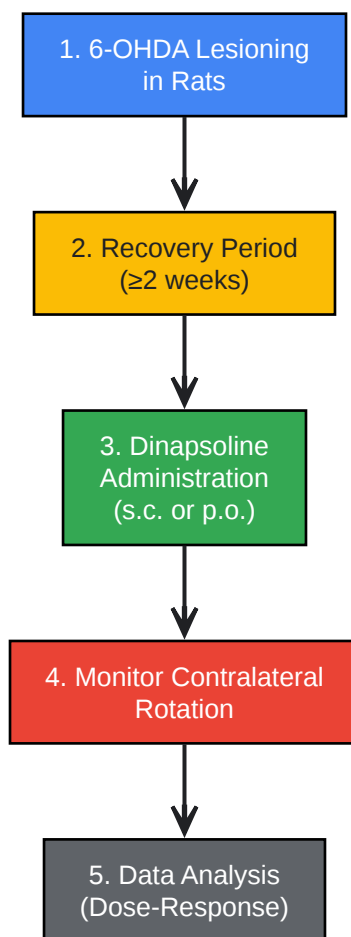 1. 6-OHDA Lesioning
in Rats
2. Recovery Period
(≥2 weeks)
3. Dinapsoline
Administration
(s.c. or p.o.)
4. Monitor Contralateral
Rotation
5. Data Analysis
(Dose-Response)